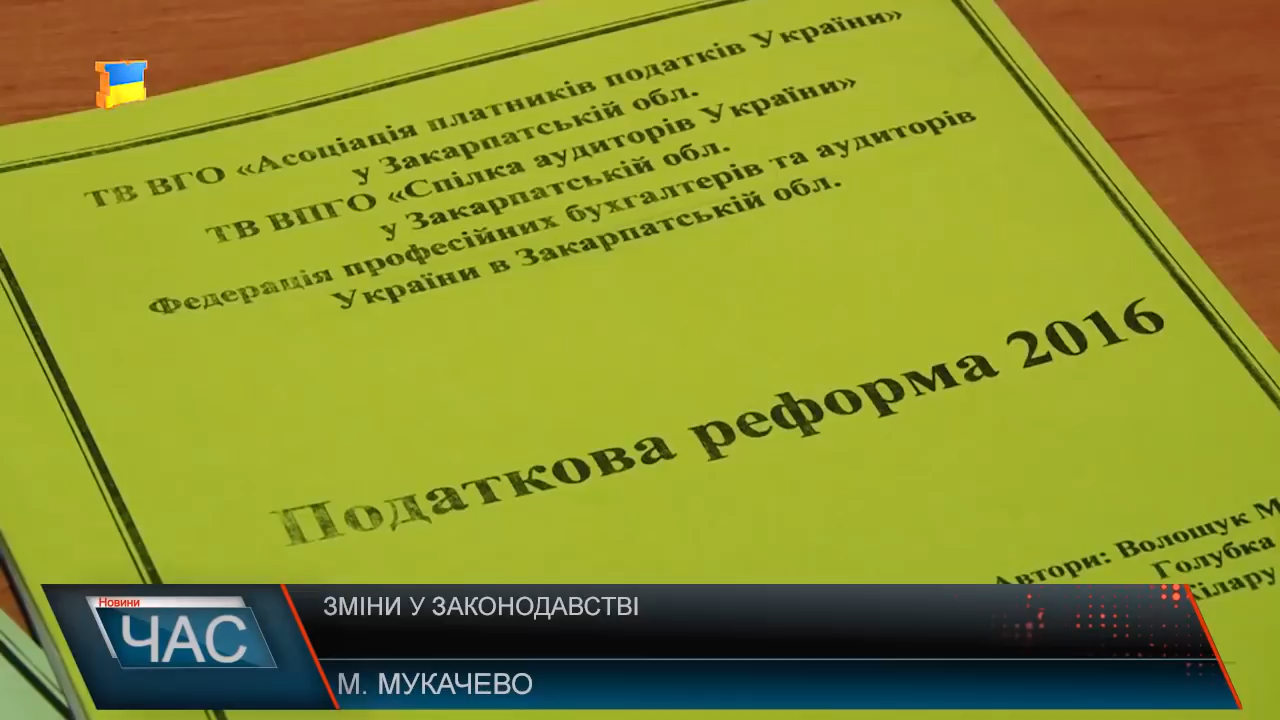 ТВ ВГО «Асоціація платників податків України»
у Закарпатській обл.
ТВ ВПГО «Спілка аудиторів України»
у Закарпатській обл.
Федерація професійних бухгалтерів та аудиторів
України в Закарпатській обл.
Податкова реформа 2016
Автори: Волощук М
Голубка
Новини
ЧАС
ЗМІНИ У ЗАКОНОДАВСТВІ
М. МУКАЧЕВО